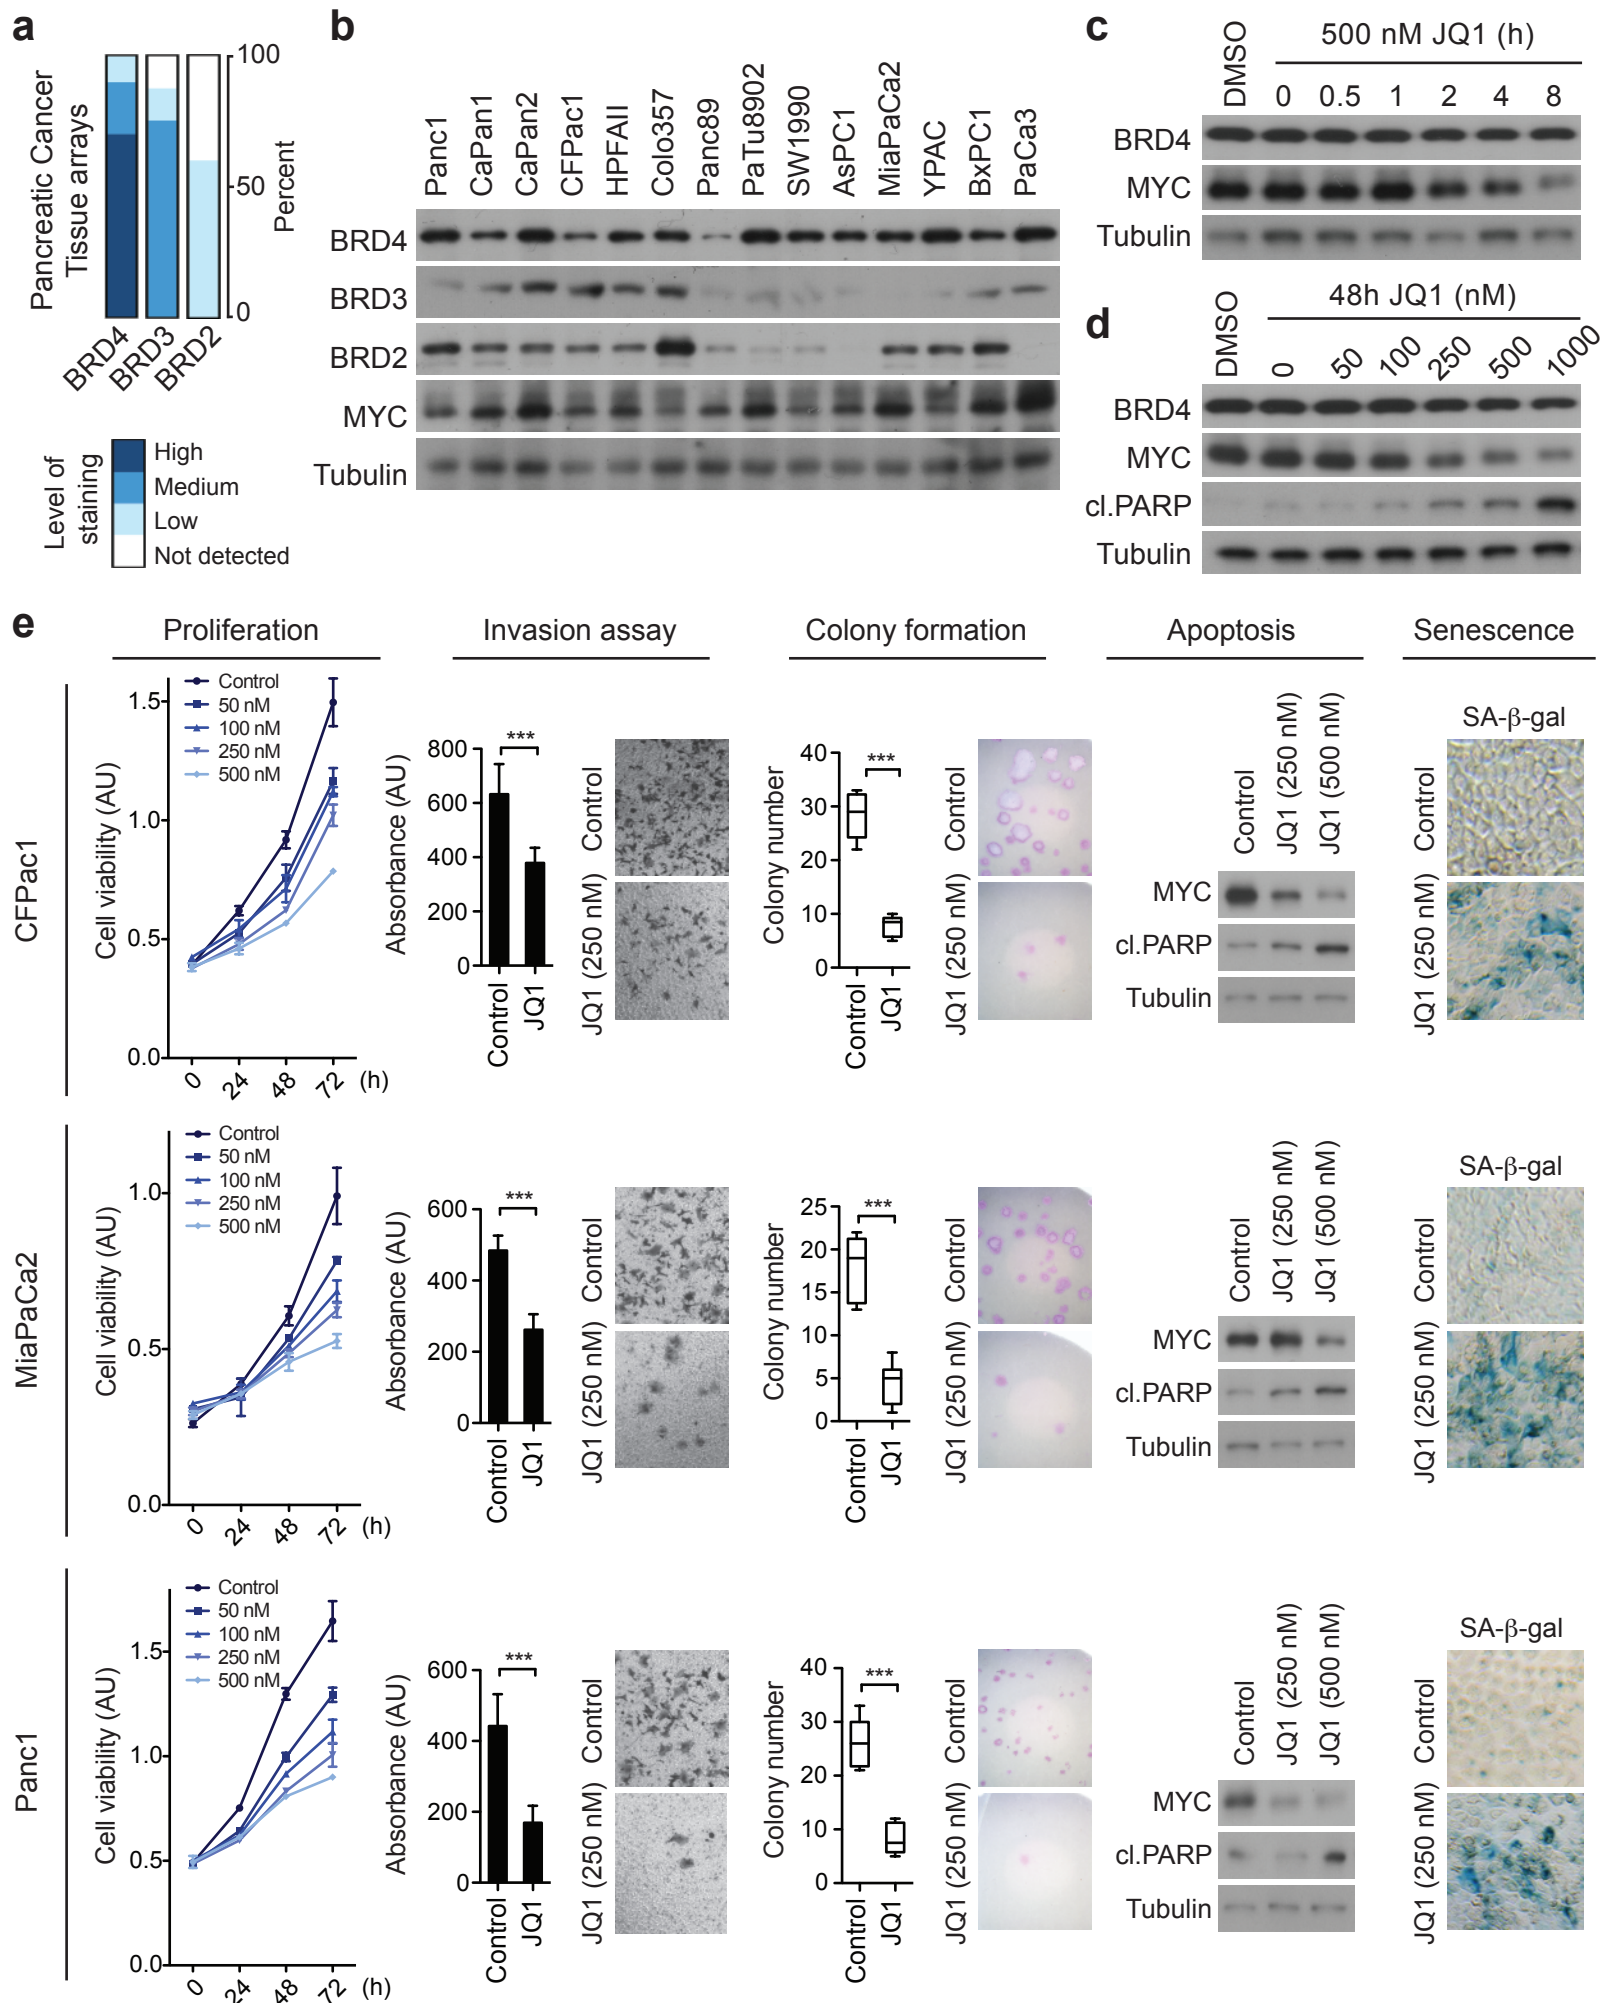 a
Pancreatic Cancer
Tissue arrays
100
50
0
Percent
BRD4
BRD3
BRD2
Level of
staining
High
Medium
Low
Not detected
b
Panc1
CaPan1
CaPan2
CFPac1
HPFAII
Colo357
Panc89
PaTu8902
SW1990
AsPC1
MiaPaCa2
YPAC
BxPC1
PaCa3
BRD4
BRD3
BRD2
MYC
Tubulin
c
DMSO
500 nM JQ1 (h)
0 0.5 1 2 4 8
BRD4
MYC
Tubulin
d
DMSO
48h JQ1 (nM)
0 50 100 250 500 1000
BRD4
MYC
cl.PARP
Tubulin
e
Proliferation
Invasion assay
Colony formation
Apoptosis
Senescence
CFPac1
Cell viability (AU)
1.5
1.0
0.5
0.0
Control
50 nM
100 nM
250 nM
500 nM
0 24 48 72 (h)
Absorbance (AU)
800
600
400
200
0
***
Control
JQ1
Control
JQ1 (250 nM)
Colony number
40
30
20
10
0
***
Control
JQ1
Control
JQ1 (250 nM)
Control
JQ1 (250 nM)
JQ1 (500 nM)
MYC
cl.PARP
Tubulin
SA-β-gal
Control
JQ1 (250 nM)
MiaPaCa2
Cell viability (AU)
1.0
0.5
0.0
Control
50 nM
100 nM
250 nM
500 nM
0 24 48 72 (h)
Absorbance (AU)
600
400
200
0
***
Control
JQ1
Control
JQ1 (250 nM)
Colony number
25
20
15
10
5
0
***
Control
JQ1
Control
JQ1 (250 nM)
Control
JQ1 (250 nM)
JQ1 (500 nM)
MYC
cl.PARP
Tubulin
SA-β-gal
Control
JQ1 (250 nM)
Panc1
Cell viability (AU)
1.5
1.0
0.5
0.0
Control
50 nM
100 nM
250 nM
500 nM
0 24 48 72 (h)
Absorbance (AU)
600
400
200
0
***
Control
JQ1
Control
JQ1 (250 nM)
Colony number
40
30
20
10
0
***
Control
JQ1
Control
JQ1 (250 nM)
Control
JQ1 (250 nM)
JQ1 (500 nM)
MYC
cl.PARP
Tubulin
SA-β-gal
Control
JQ1 (250 nM)